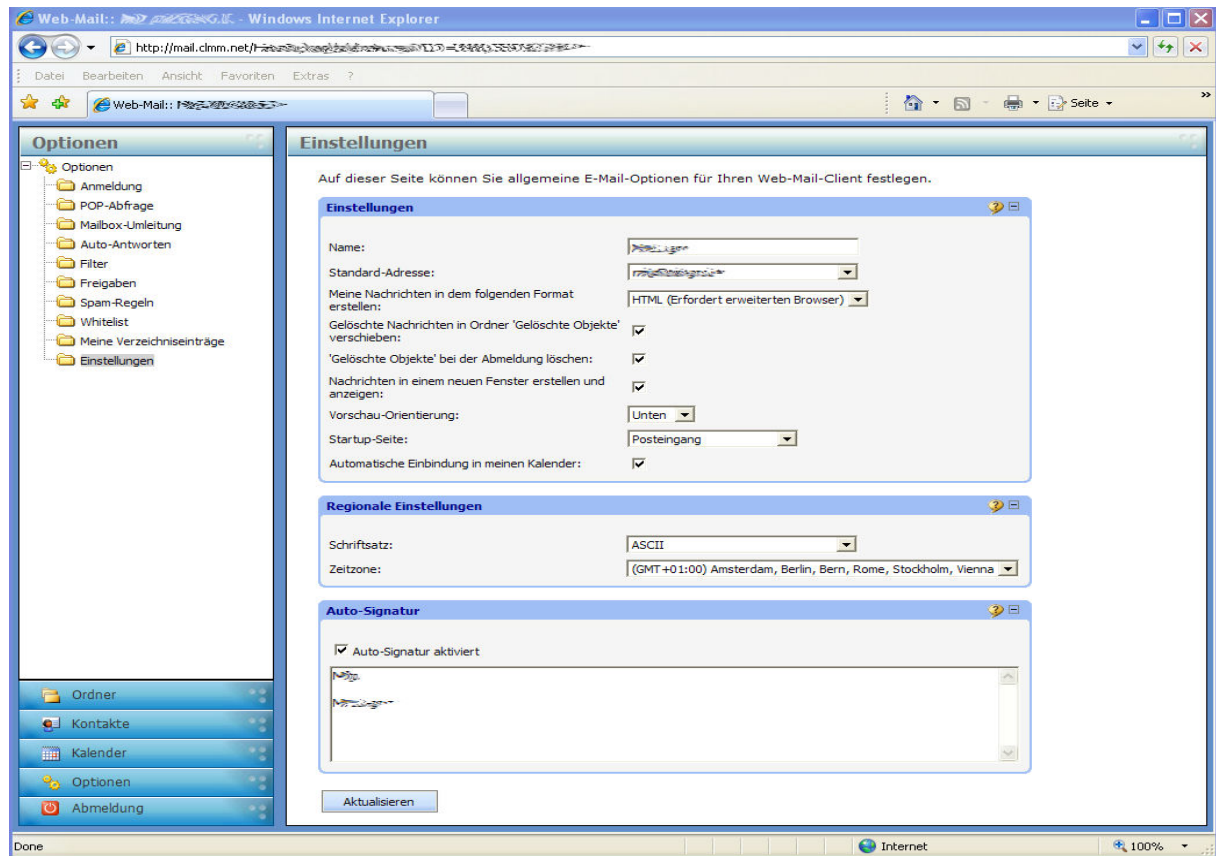 Web-Mail:: - Windows Internet Explorer
http://mail.clmm.net/
Datei Bearbeiten Ansicht Favoriten Extras ?
Web-Mail::
Seite
»
Optionen
Optionen
Anmeldung
POP-Abfrage
Mailbox-Umleitung
Auto-Antworten
Filter
Freigaben
Spam-Regeln
Whitelist
Meine Verzeichniseinträge
Einstellungen
Ordner
Kontakte
Kalender
Optionen
Abmeldung
Einstellungen
Auf dieser Seite können Sie allgemeine E-Mail-Optionen für Ihren Web-Mail-Client festlegen.
Einstellungen
Name:
Standard-Adresse:
Meine Nachrichten in dem folgenden Format
erstellen:
HTML (Erfordert erweiterten Browser)
Gelöschte Nachrichten in Ordner 'Gelöschte Objekte'
verschieben:
'Gelöschte Objekte' bei der Abmeldung löschen:
Nachrichten in einem neuen Fenster erstellen und
anzeigen:
Vorschau-Orientierung: Unten
Startup-Seite: Posteingang
Automatische Einbindung in meinen Kalender:
Regionale Einstellungen
Schriftsatz: ASCII
Zeitzone: (GMT+01:00) Amsterdam, Berlin, Bern, Rome, Stockholm, Vienna
Auto-Signatur
Auto-Signatur aktiviert
Aktualisieren
Done Internet 100%